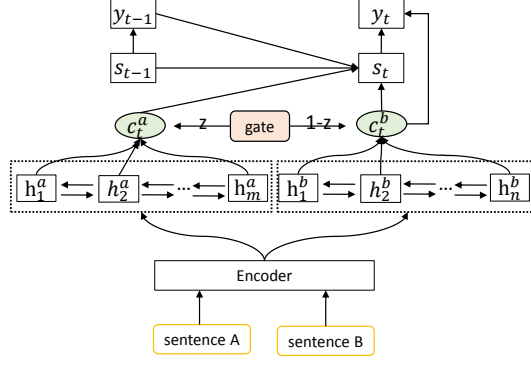 y_{t-1} y_t
s_{t-1} s_t
c_t^a z gate 1-z c_t^b
h_1^a h_2^a ... h_m^a h_1^b h_2^b ... h_n^b
Encoder
sentence A sentence B